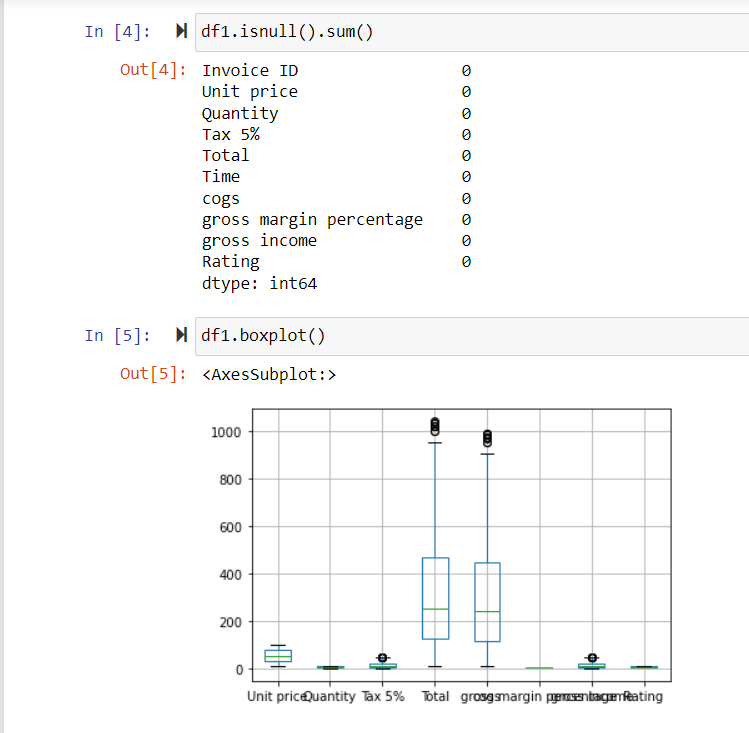 In [4]: df1.isnull().sum()
Out[4]: Invoice ID 0
Unit price 0
Quantity 0
Tax 5% 0
Total 0
Time 0
cogs 0
gross margin percentage 0
gross income 0
Rating 0
dtype: int64
In [5]: df1.boxplot()
Out[5]: <AxesSubplot:>
1000
800
600
400
200
0
Unit price Quantity Tax 5% Total cogs gross margin percentage gross income Rating